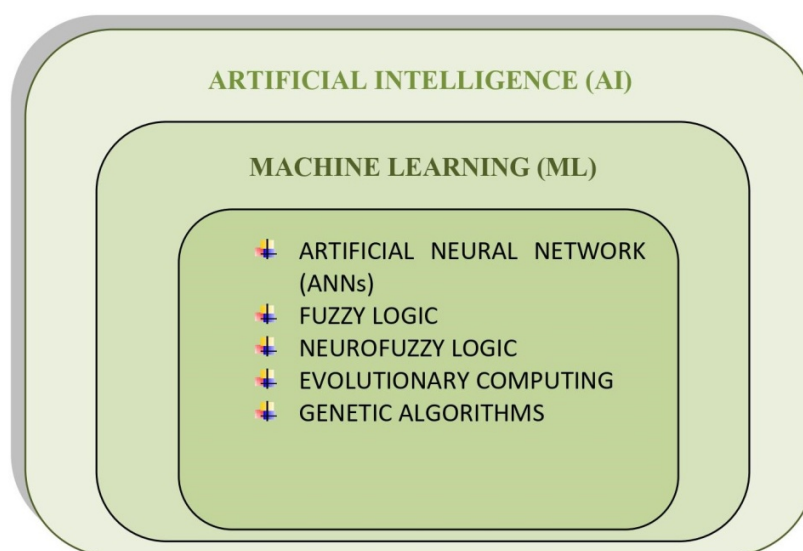 ARTIFICIAL INTELLIGENCE (AI)
MACHINE LEARNING (ML)
ARTIFICIAL NEURAL NETWORK
(ANNs)
FUZZY LOGIC
NEUROFUZZY LOGIC
EVOLUTIONARY COMPUTING
GENETIC ALGORITHMS